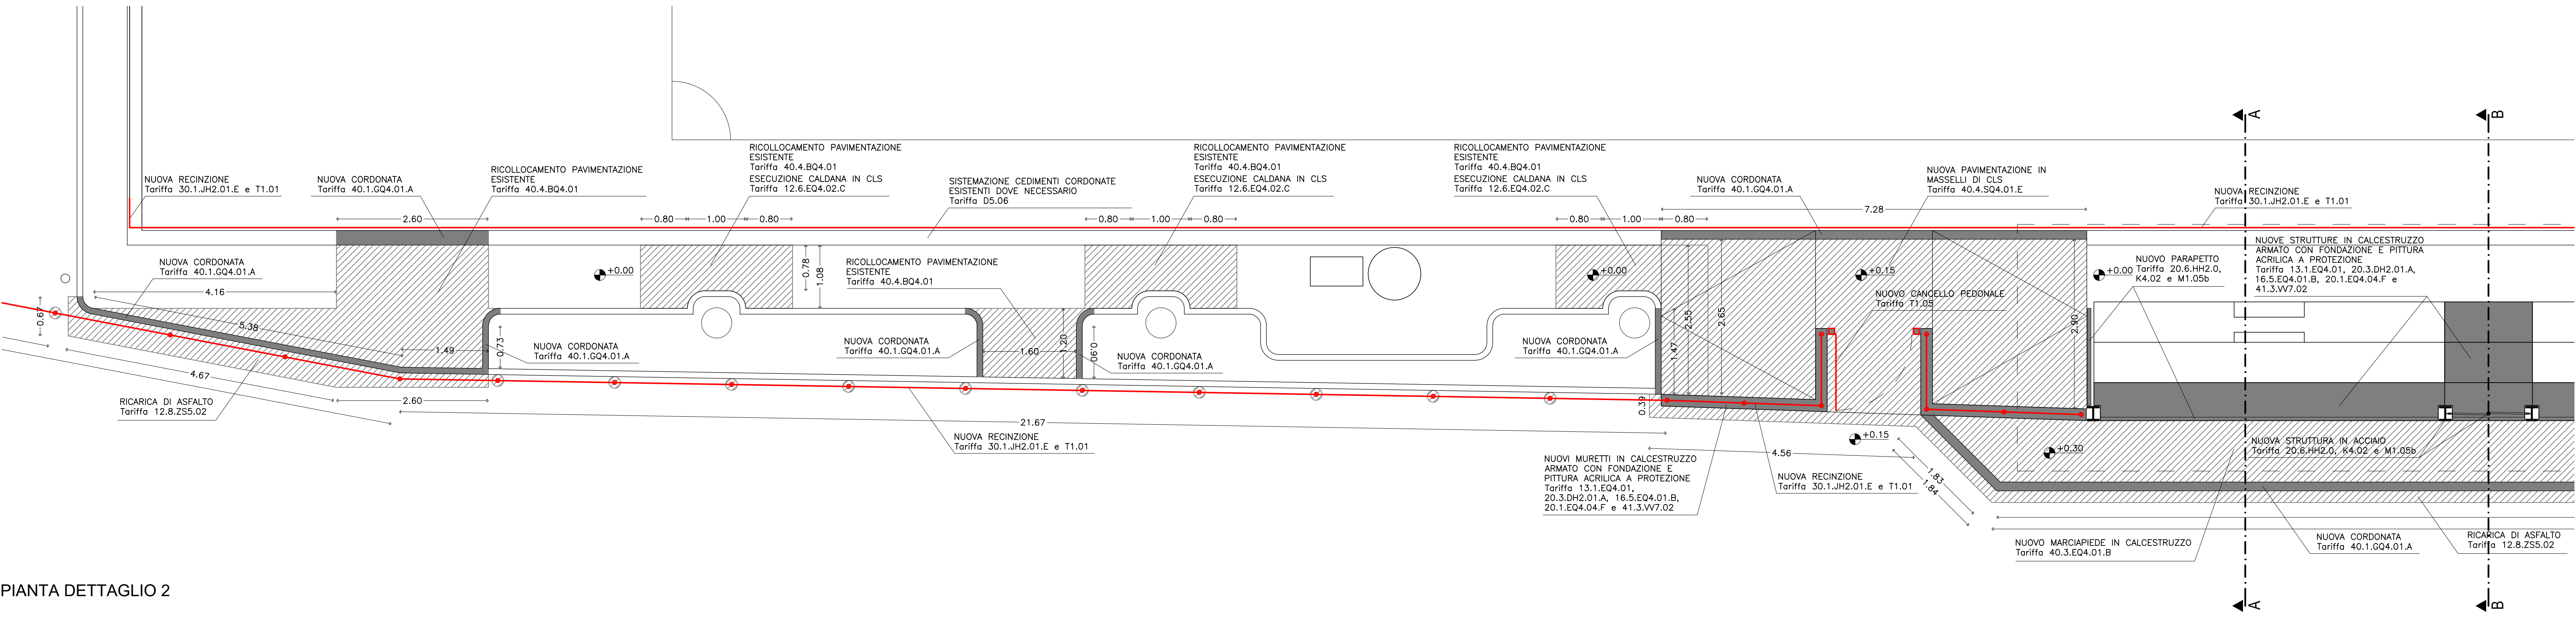 NUOVA RECINZIONE
Tariffa 30.1.JH2.01.E e T1.01
NUOVA CORDONATA
Tariffa 40.1.GQ4.01.A
RICOLLOCAMENTO PAVIMENTAZIONE
ESISTENTE
Tariffa 40.4.BQ4.01
RICOLLOCAMENTO PAVIMENTAZIONE
ESISTENTE
Tariffa 40.4.BQ4.01
ESECUZIONE CALDANA IN CLS
Tariffa 12.6.EQ4.02.C
SISTEMAZIONE CEDIMENTI CORDONATE
ESISTENTI DOVE NECESSARIO
Tariffa D5.06
RICOLLOCAMENTO PAVIMENTAZIONE
ESISTENTE
Tariffa 40.4.BQ4.01
ESECUZIONE CALDANA IN CLS
Tariffa 12.6.EQ4.02.C
RICOLLOCAMENTO PAVIMENTAZIONE
ESISTENTE
Tariffa 40.4.BQ4.01
ESECUZIONE CALDANA IN CLS
Tariffa 12.6.EQ4.02.C
NUOVA CORDONATA
Tariffa 40.1.GQ4.01.A
NUOVA PAVIMENTAZIONE IN
MASSELLI DI CLS
Tariffa 40.4.SQ4.01.E
NUOVA RECINZIONE
Tariffa 30.1.JH2.01.E e T1.01
A
B
2.60
0.80
1.00
0.80
0.80
1.00
0.80
0.80
1.00
0.80
7.28
NUOVA CORDONATA
Tariffa 40.1.GQ4.01.A
4.16
5.38
0.67
+0.00
0.78
1.08
RICOLLOCAMENTO PAVIMENTAZIONE
ESISTENTE
Tariffa 40.4.BQ4.01
+0.00
+0.15
+0.00
NUOVO PARAPETTO
Tariffa 20.6.HH2.0,
K4.02 e M1.05b
NUOVE STRUTTURE IN CALCESTRUZZO
ARMATO CON FONDAZIONE E PITTURA
ACRILICA A PROTEZIONE
Tariffa 13.1.EQ4.01, 20.3.DH2.01.A,
16.5.EQ4.01.B, 20.1.EQ4.04.F e
41.3.VV7.02
NUOVO CANCELLO PEDONALE
Tariffa T1.05
1.49
0.73
NUOVA CORDONATA
Tariffa 40.1.GQ4.01.A
NUOVA CORDONATA
Tariffa 40.1.GQ4.01.A
1.60
1.20
0.90
NUOVA CORDONATA
Tariffa 40.1.GQ4.01.A
NUOVA CORDONATA
Tariffa 40.1.GQ4.01.A
1.47
2.55
2.65
2.90
4.67
2.60
RICARICA DI ASFALTO
Tariffa 12.8.ZS5.02
21.67
0.39
NUOVA RECINZIONE
Tariffa 30.1.JH2.01.E e T1.01
4.56
+0.15
+0.30
1.83
1.84
NUOVI MURETTI IN CALCESTRUZZO
ARMATO CON FONDAZIONE E
PITTURA ACRILICA A PROTEZIONE
Tariffa 13.1.EQ4.01,
20.3.DH2.01.A, 16.5.EQ4.01.B,
20.1.EQ4.04.F e 41.3.VV7.02
NUOVA RECINZIONE
Tariffa 30.1.JH2.01.E e T1.01
NUOVA STRUTTURA IN ACCIAIO
Tariffa 20.6.HH2.0, K4.02 e M1.05b
NUOVO MARCIAPIEDE IN CALCESTRUZZO
Tariffa 40.3.EQ4.01.B
NUOVA CORDONATA
Tariffa 40.1.GQ4.01.A
RICARICA DI ASFALTO
Tariffa 12.8.ZS5.02
A
B
PIANTA DETTAGLIO 2